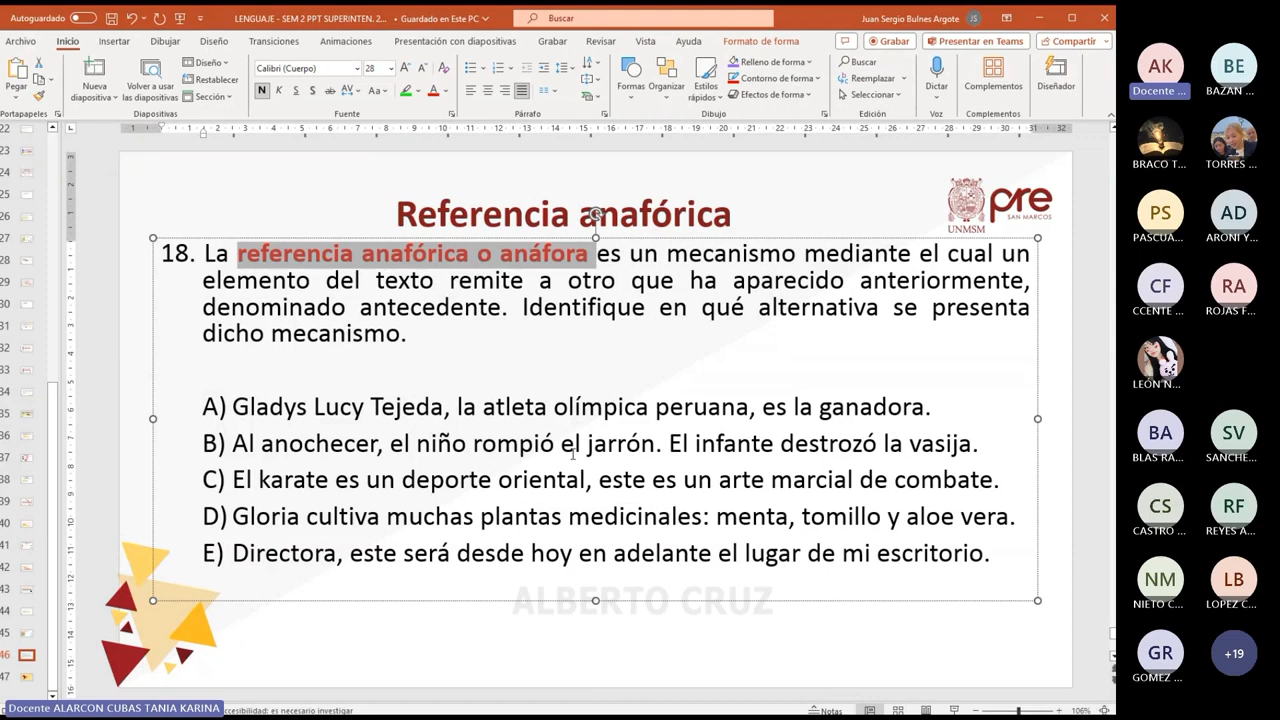 Autoguardado
LENGUAJE - SEM 2 PPT SUPERINTEN. 2... • Guardado en Este PC
Buscar
Juan Sergio Bulnes Argote
JS
Archivo
Inicio
Insertar
Dibujar
Diseño
Transiciones
Animaciones
Presentación con diapositivas
Grabar
Revisar
Vista
Ayuda
Formato de forma
Grabar
Presentar en Teams
Compartir
Pegar
Nueva diapositiva
Volver a usar las diapositivas
Diseño
Restablecer
Sección
Calibri (Cuerpo)
28
N
K
S
ab
AV
Aa
Formas
Organizar
Estilos rápidos
Relleno de forma
Contorno de forma
Efectos de forma
Buscar
Reemplazar
Seleccionar
Dictar
Complementos
Diseñador
Portapapeles
Diapositivas
Fuente
Párrafo
Dibujo
Edición
Voz
Complementos
Referencia anafórica
UNMSM
pre
SAN MARCOS
18. La referencia anafórica o anáfora es un mecanismo mediante el cual un
elemento del texto remite a otro que ha aparecido anteriormente,
denominado antecedente. Identifique en qué alternativa se presenta
dicho mecanismo.
A) Gladys Lucy Tejeda, la atleta olímpica peruana, es la ganadora.
B) Al anochecer, el niño rompió el jarrón. El infante destrozó la vasija.
C) El karate es un deporte oriental, este es un arte marcial de combate.
D) Gloria cultiva muchas plantas medicinales: menta, tomillo y aloe vera.
E) Directora, este será desde hoy en adelante el lugar de mi escritorio.
ALBERTO CRUZ
Docente ALARCON CUBAS TANIA KARINA
accesibilidad: es necesario investigar
Notas
106%
AK
Docente ...
BE
BAZAN ...
BRACO T...
TORRES ...
PS
PASCUA...
AD
ARONI Y...
CF
CCENTE ...
RA
ROJAS F...
LEÓN N...
BA
BLAS RA...
SV
SANCHE...
CS
CASTRO ...
RF
REYES A...
NM
NIETO C...
LB
LOPEZ C...
GR
GOMEZ ...
+19